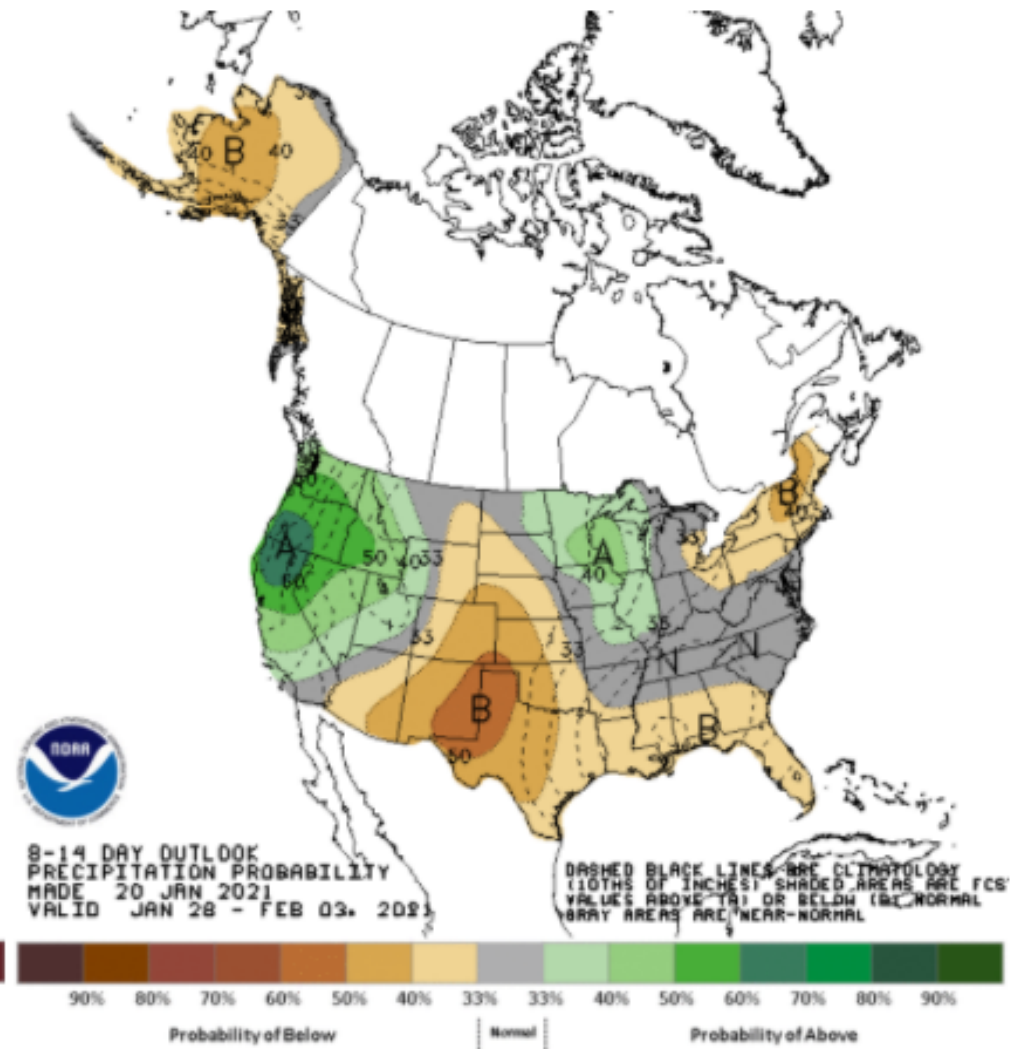 B
40
40
33
40
A
60
50
40
33
A
40
33
33
33
33
B
40
B
50
N
N
B
NOAA
8-14 DAY OUTLOOK
PRECIPITATION PROBABILITY
MADE 20 JAN 2021
VALID JAN 28 - FEB 03, 2021
DASHED BLACK LINES ARE CLIMATOLOGY
(10THS OF INCHES) SHADED AREAS ARE FCST
VALUES ABOVE (A) OR BELOW (B) NORMAL
GRAY AREAS ARE NEAR-NORMAL
90% 80% 70% 60% 50% 40% 33% 33% 40% 50% 60% 70% 80% 90%
Probability of Below Normal Probability of Above